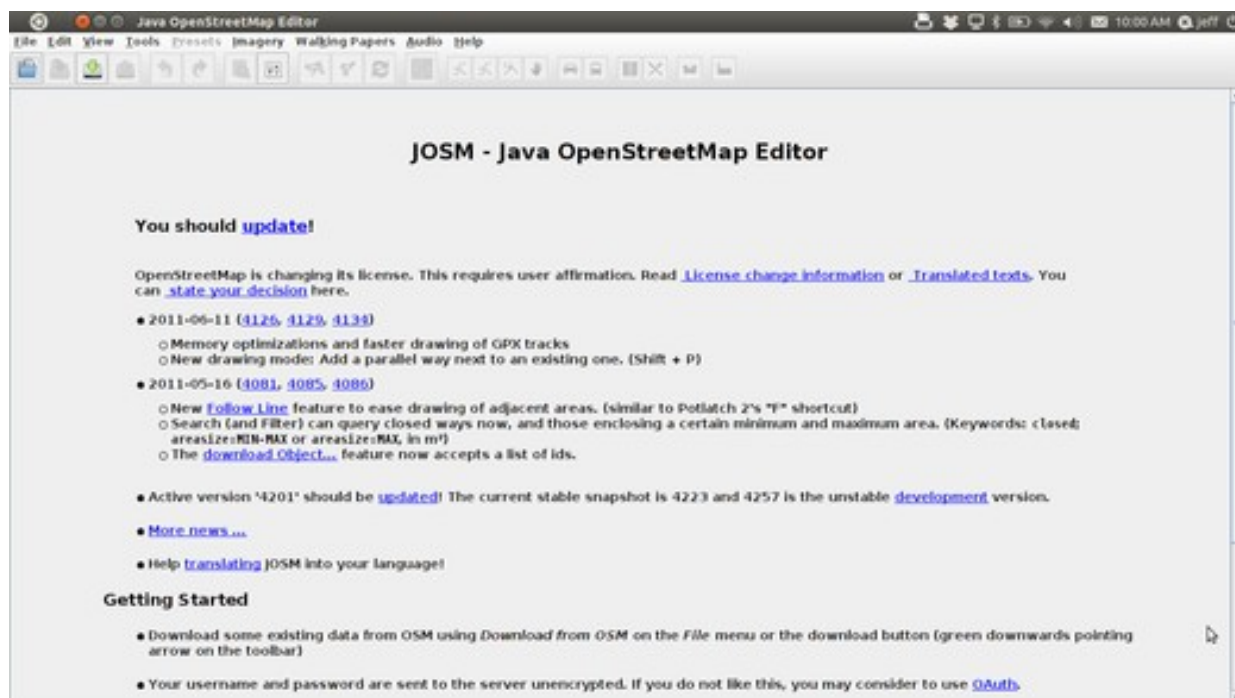 Java OpenStreetMap Editor 10:00 AM jeff
File Edit View Tools Presets Imagery Walking Papers Audio Help
JOSM - Java OpenStreetMap Editor
You should update!
OpenStreetMap is changing its license. This requires user affirmation. Read License change information or Translated texts. You
can state your decision here.
• 2011-06-11 (4126, 4129, 4134)
○ Memory optimizations and faster drawing of GPX tracks
○ New drawing mode: Add a parallel way next to an existing one. (Shift + P)
• 2011-05-16 (4081, 4085, 4086)
○ New Follow Line feature to ease drawing of adjacent areas. (similar to Potlatch 2's "F" shortcut)
○ Search (and Filter) can query closed ways now, and those enclosing a certain minimum and maximum area. (Keywords: closed;
areasize:MIN-MAX or areasize:MAX, in m²)
○ The download Object... feature now accepts a list of ids.
• Active version '4201' should be updated! The current stable snapshot is 4223 and 4257 is the unstable development version.
• More news ...
• Help translating JOSM into your language!
Getting Started
• Download some existing data from OSM using Download from OSM on the File menu or the download button (green downwards pointing
arrow on the toolbar)
• Your username and password are sent to the server unencrypted. If you do not like this, you may consider to use OAuth.